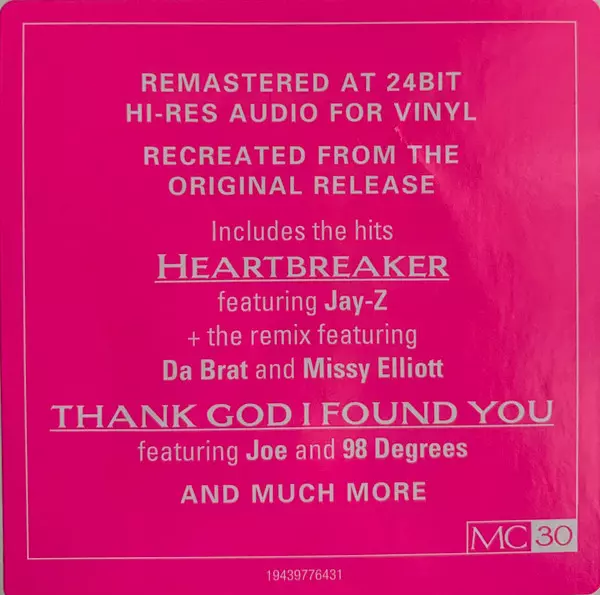 REMASTERED AT 24BIT
HI-RES AUDIO FOR VINYL
RECREATED FROM THE
ORIGINAL RELEASE
Includes the hits
HEARTBREAKER
featuring Jay-Z
+ the remix featuring
Da Brat and Missy Elliott
THANK GOD I FOUND YOU
featuring Joe and 98 Degrees
AND MUCH MORE
MC 30
19439776431